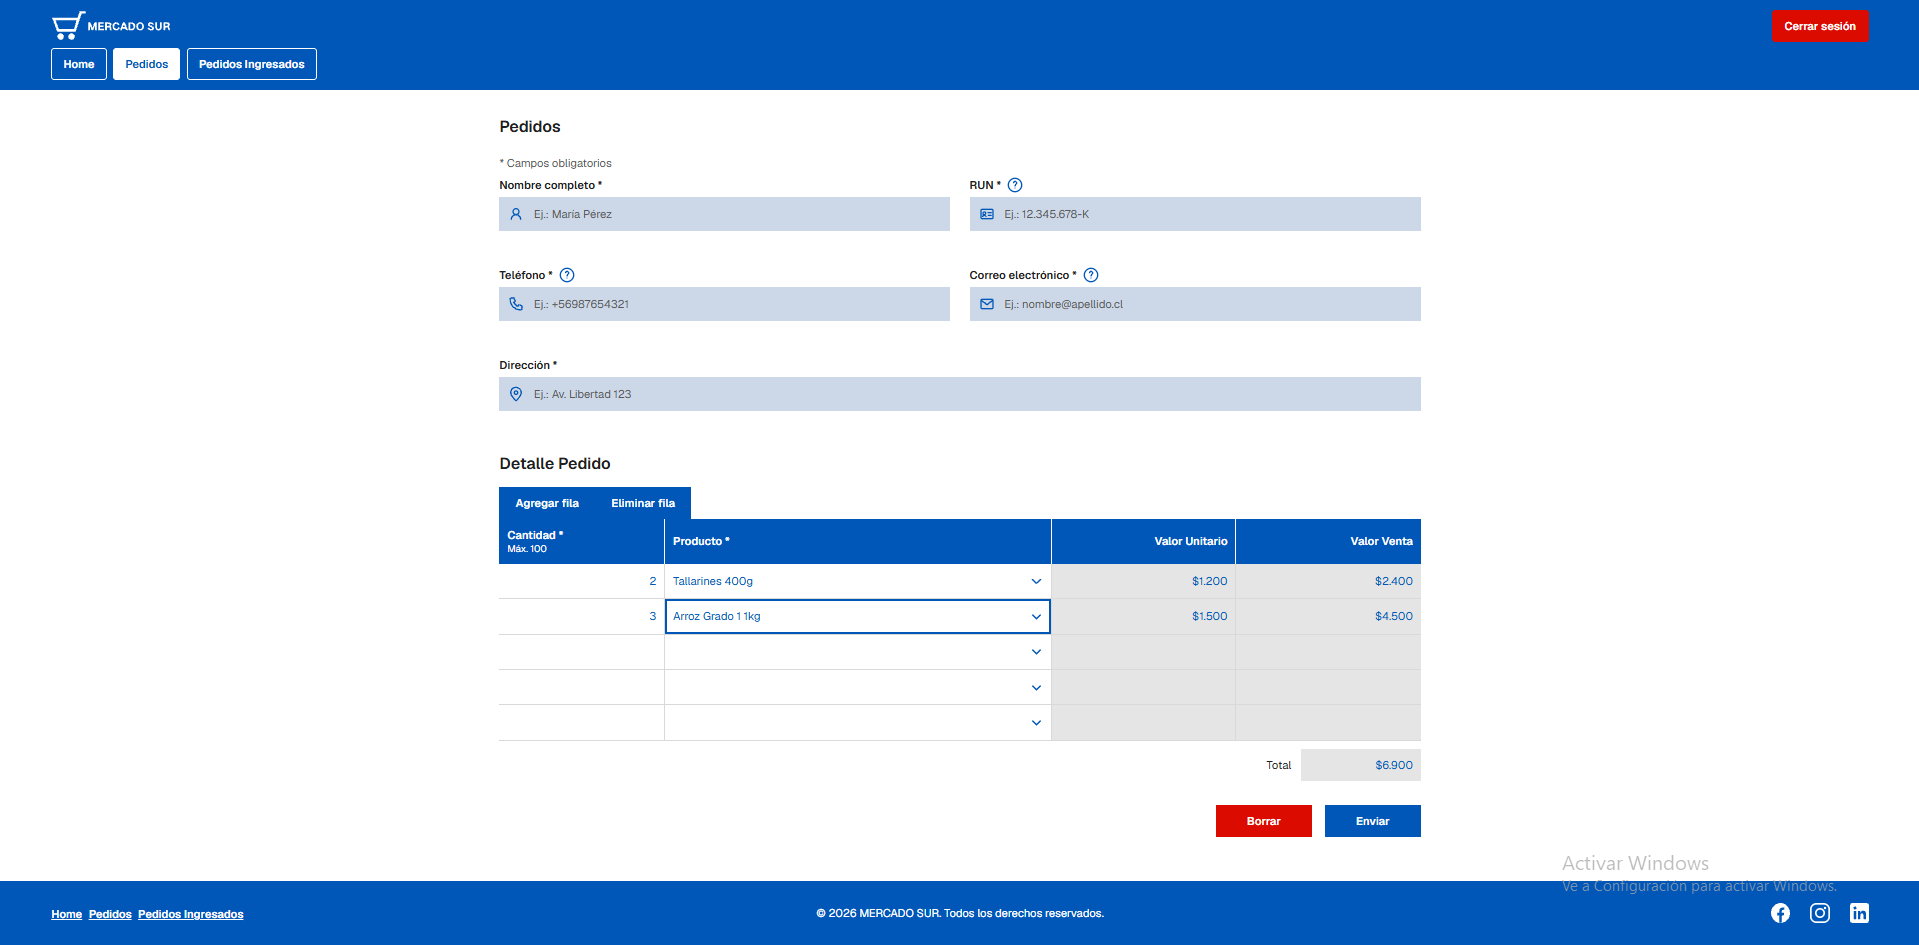 MERCADO SUR
Cerrar sesión
Home Pedidos Pedidos Ingresados
Pedidos
* Campos obligatorios
Nombre completo * RUN * ?
Ej.: María Pérez Ej.: 12.345.678-K
Teléfono * ? Correo electrónico * ?
Ej.: +56987654321 Ej.: nombre@apellido.cl
Dirección *
Ej.: Av. Libertad 123
Detalle Pedido
Agregar fila Eliminar fila
Cantidad * Producto * Valor Unitario Valor Venta
Máx. 100
2 Tallarines 400g $1.200 $2.400
3 Arroz Grado 1 1kg $1.500 $4.500
Total $6.900
Borrar Enviar
Activar Windows
Ve a Configuración para activar Windows.
Home Pedidos Pedidos Ingresados © 2026 MERCADO SUR. Todos los derechos reservados.